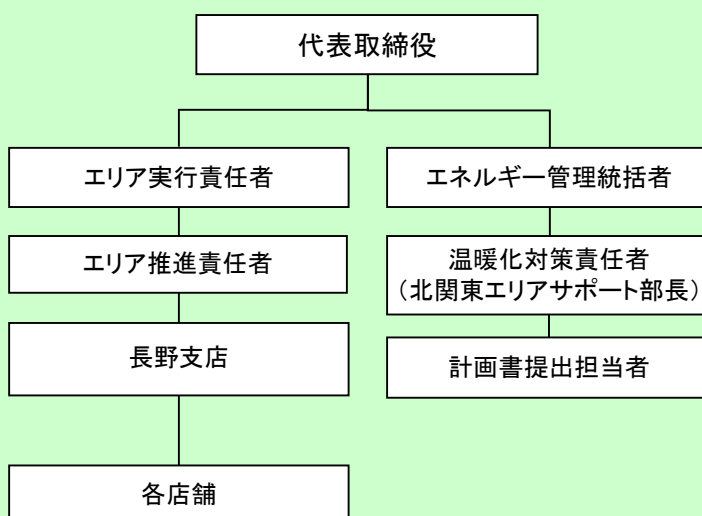 代表取締役
エリア実行責任者
エネルギー管理統括者
エリア推進責任者
温暖化対策責任者
（北関東エリアサポート部長）
長野支店
計画書提出担当者
各店舗